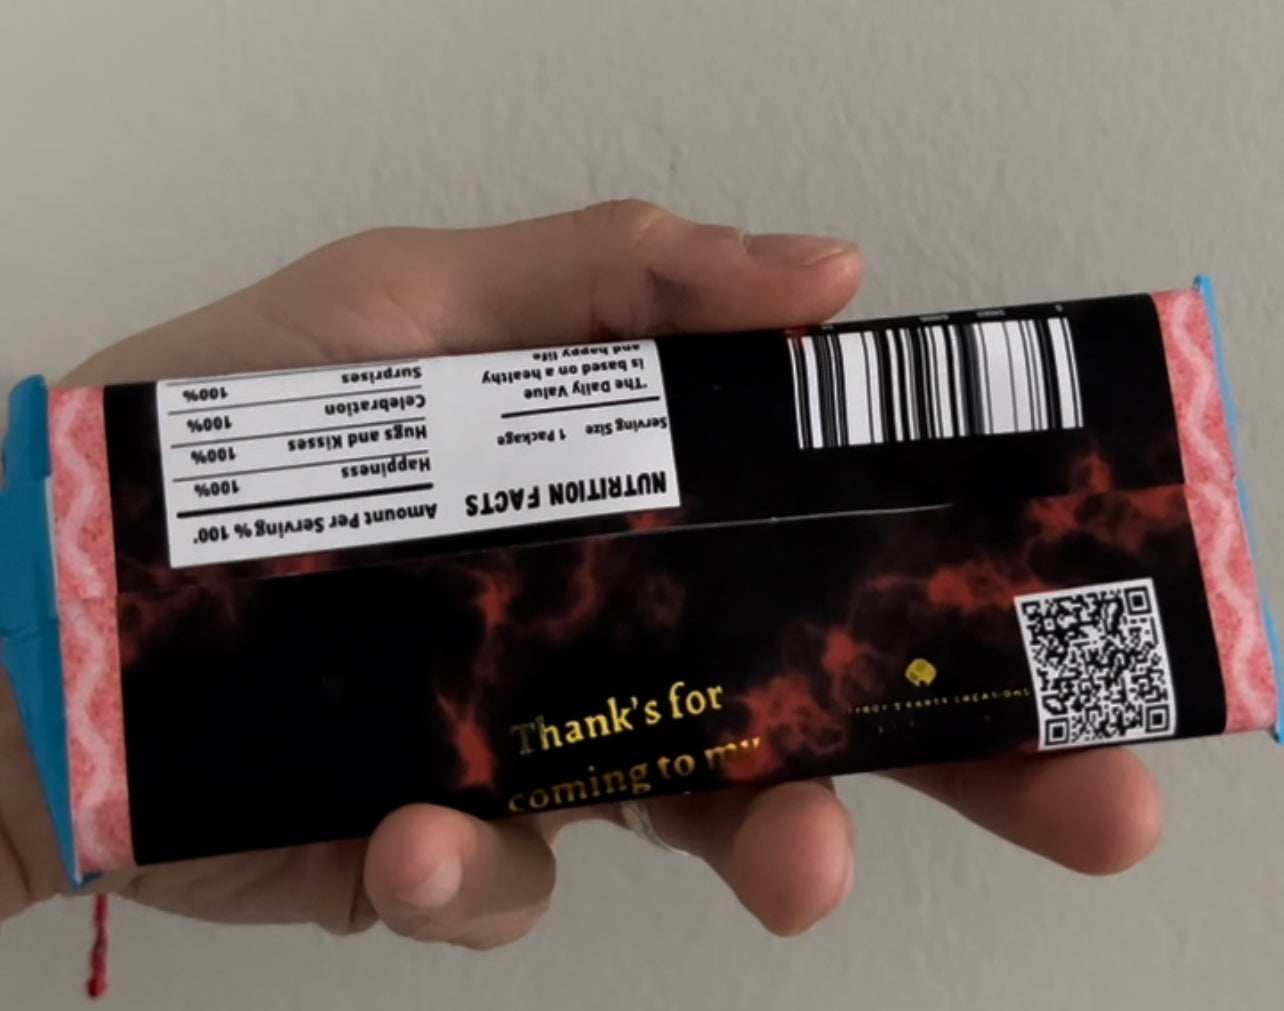 NUTRITION FACTS
Serving Size 1 Package
"The Daily Value
is based on a healthy
and happy life
Amount Per Serving % 100'
Happiness 100%
Hugs and Kisses 100%
Celebration 100%
Surprises 100%
Thank's for
coming to my